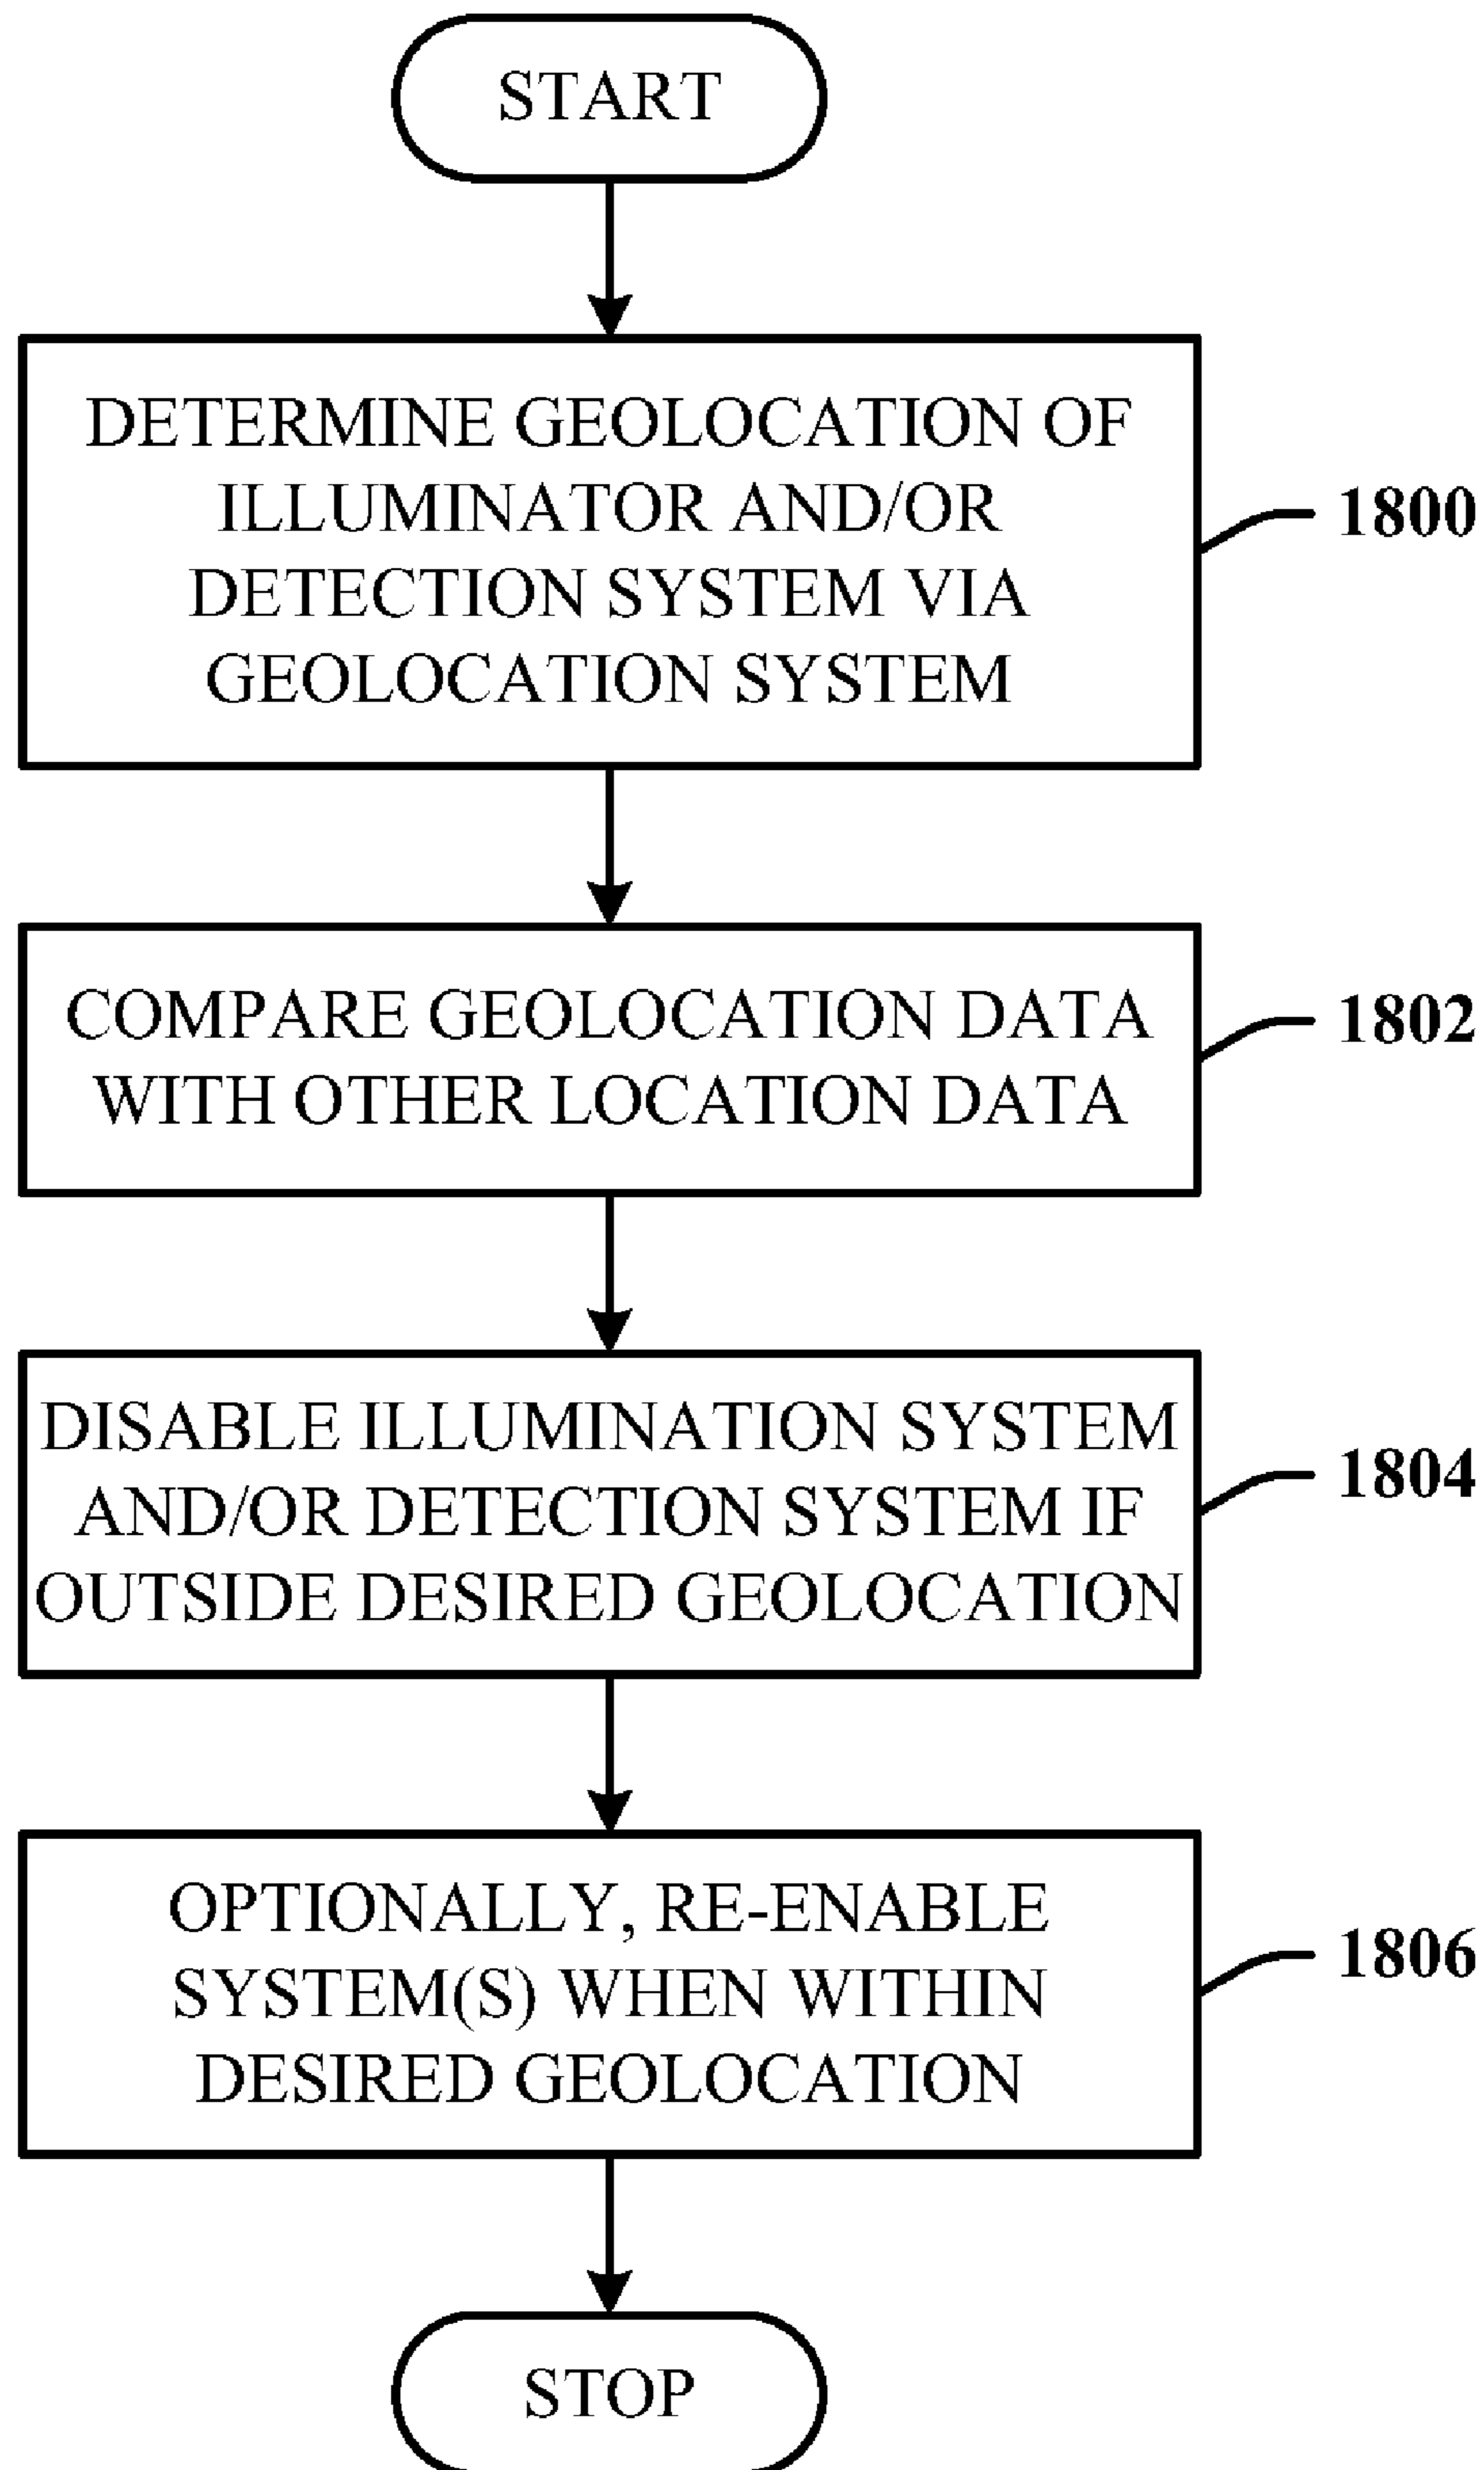 START
DETERMINE GEOLOCATION OF
ILLUMINATOR AND/OR
DETECTION SYSTEM VIA
GEOLOCATION SYSTEM
1800
COMPARE GEOLOCATION DATA
WITH OTHER LOCATION DATA
1802
DISABLE ILLUMINATION SYSTEM
AND/OR DETECTION SYSTEM IF
OUTSIDE DESIRED GEOLOCATION
1804
OPTIONALLY, RE-ENABLE
SYSTEM(S) WHEN WITHIN
DESIRED GEOLOCATION
1806
STOP